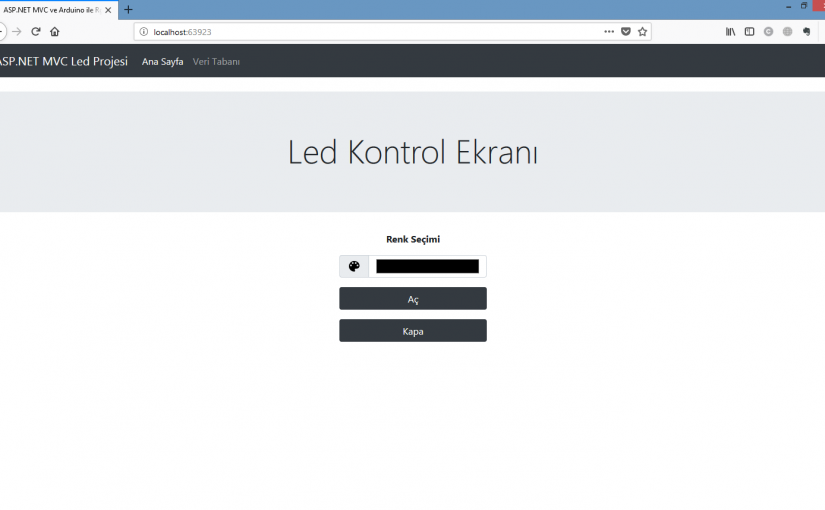 ASP.NET MVC ve Arduino ile
localhost:63923
ASP.NET MVC Led Projesi Ana Sayfa Veri Tabanı
Led Kontrol Ekranı
Renk Seçimi
Aç
Kapa